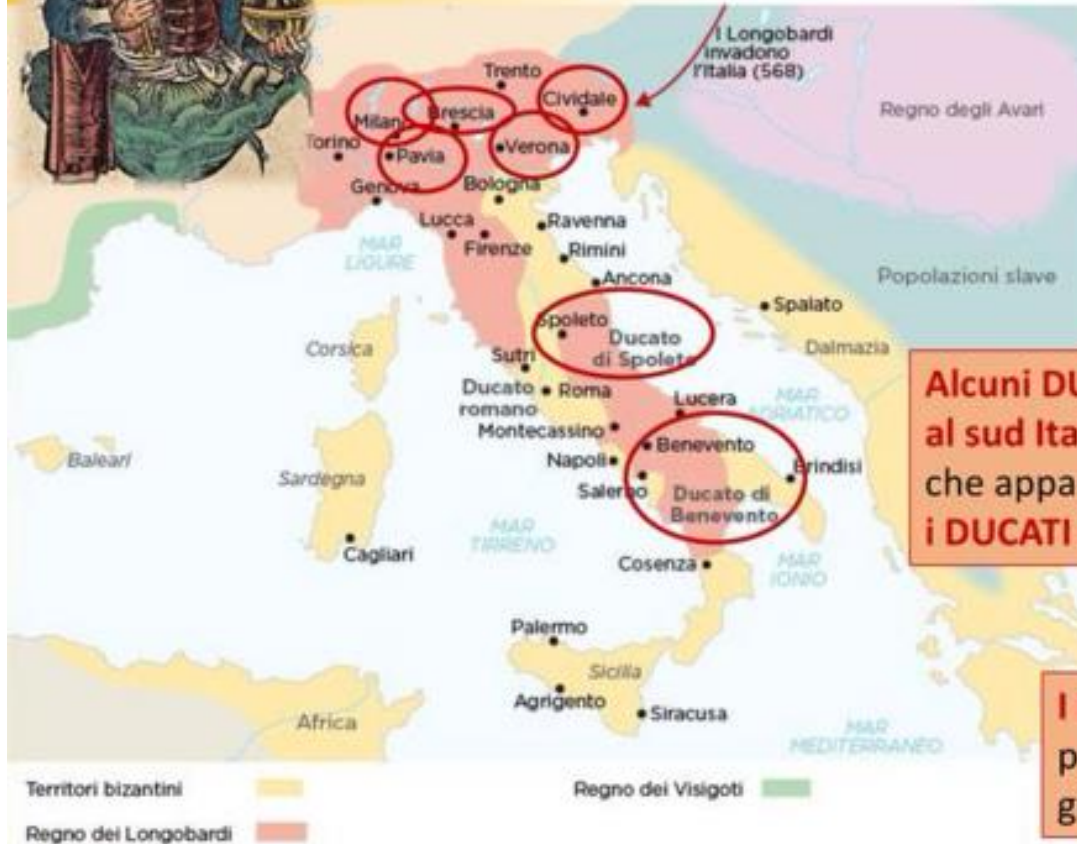 I Longobardi
invadono
l'Italia (568)
Trento
Cividale
Regno degli Avari
Milano
Brescia
Torino
Pavia
Verona
Genova
Bologna
Lucca
Ravenna
MAR
LIGURE
Firenze
Rimini
Ancona
Popolazioni slave
Spalato
Spoleto
Ducato
di Spoleto
Dalmazia
Corsica
Sutri
Ducato
romano
Roma
Lucera
MAR
ADRIATICO
Montecassino
Benevento
Baleari
Napoli
Brindisi
Sardegna
Salerno
Ducato di
Benevento
MAR
TIRRENO
Cagliari
Cosenza
MAR
IONIO
Palermo
Sicilia
Agrigento
Siracusa
Africa
MAR
MEDITERRANEO
Alcuni DU
al sud Ita
che appa
i DUCATI
I
p
g
Territori bizantini
Regno dei Visigoti
Regno dei Longobardi